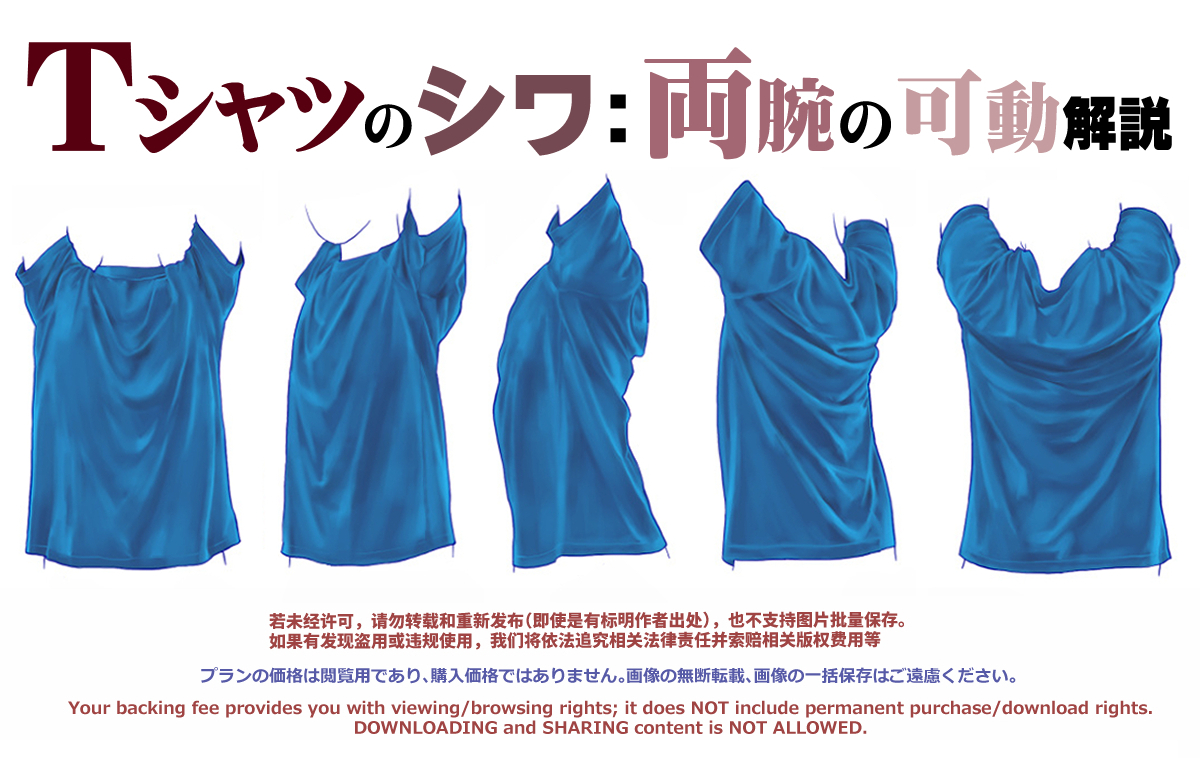 Tシャツのシワ:両腕の可動解説
若未经许可，请勿转载和重新发布(即使是有标明作者出处)，也不支持图片批量保存。
如果有发现盗用或违规使用，我们将依法追究相关法律责任并索赔相关版权费用等
プランの価格は閲覧用であり、購入価格ではありません。画像の無断転載、画像の一括保存はご遠慮ください。
Your backing fee provides you with viewing/browsing rights; it does NOT include permanent purchase/download rights.
DOWNLOADING and SHARING content is NOT ALLOWED.